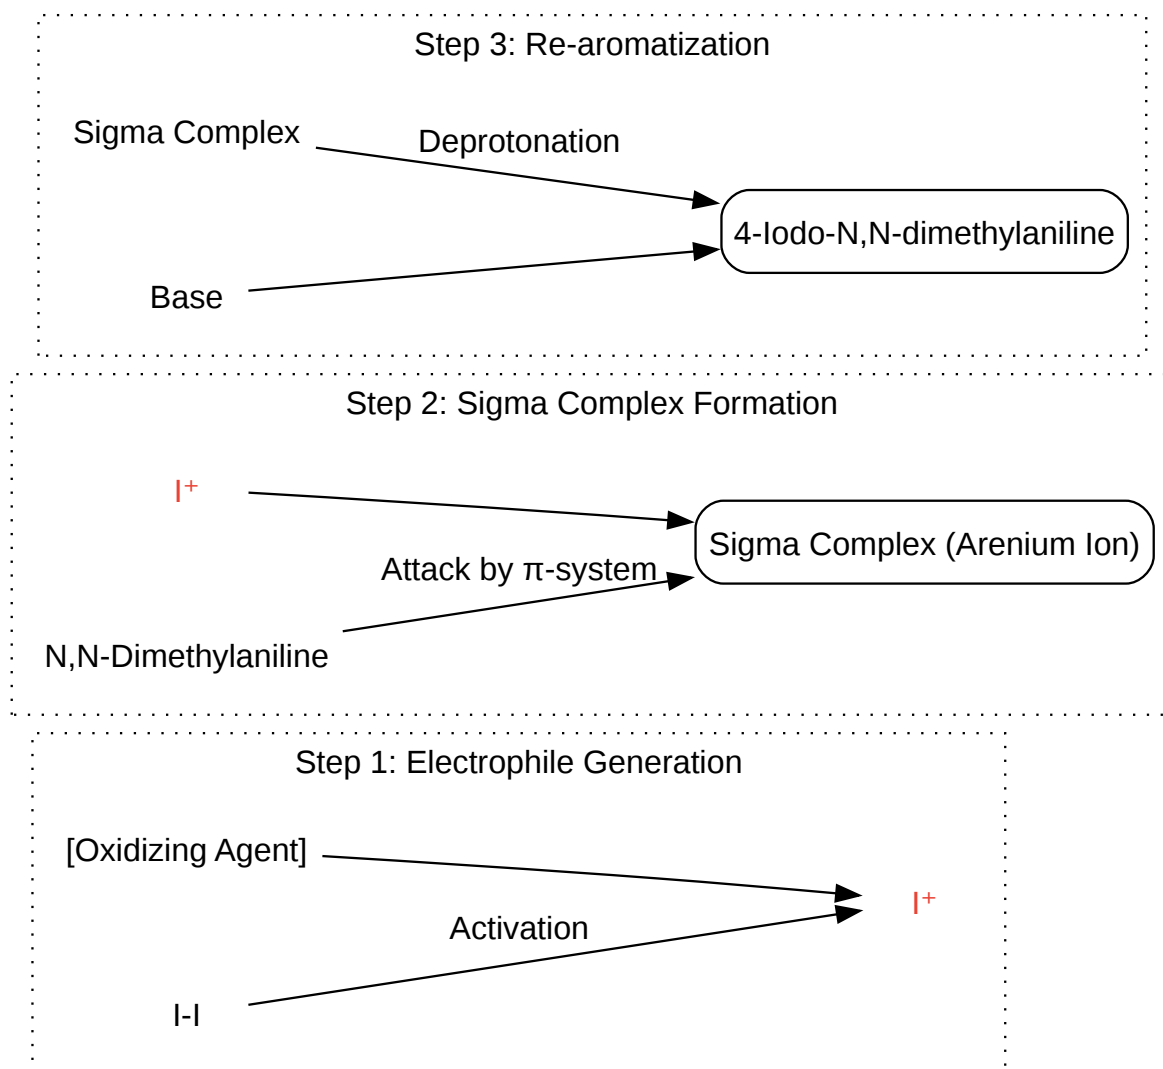 Step 3: Re-aromatization
Sigma Complex
Deprotonation
4-Iodo-N,N-dimethylaniline
Base
Step 2: Sigma Complex Formation
I⁺
Sigma Complex (Arenium Ion)
Attack by π-system
N,N-Dimethylaniline
Step 1: Electrophile Generation
[Oxidizing Agent]
I⁺
Activation
I-I